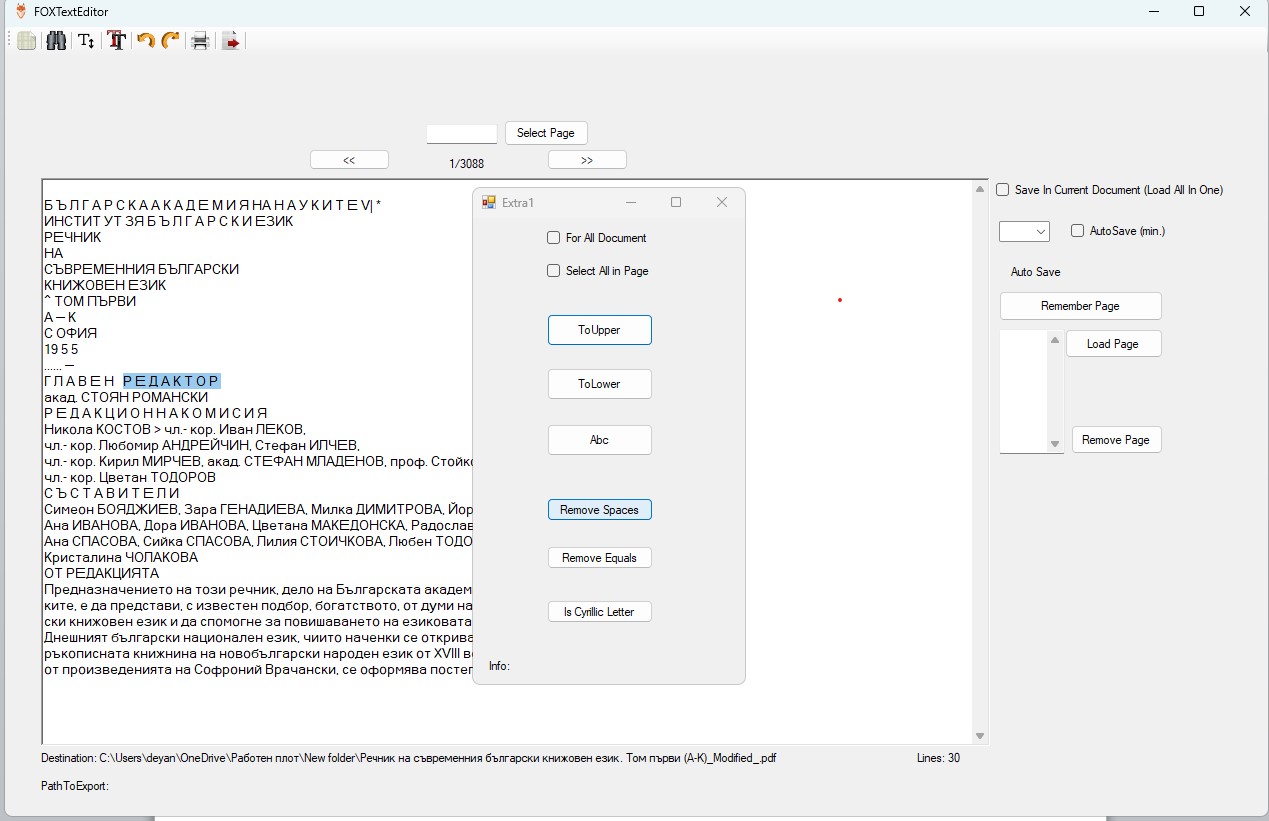 FOXTextEditor
Select Page
<<
1/3088
>>
БЪЛГАРСКААКАДЕМИЯНАНАУКИТЕV| *
ИНСТИТ УТ ЗЯ Б Ъ Л Г А Р С К И ЕЗИК
РЕЧНИК
НА
СЪВРЕМЕННИЯ БЪЛГАРСКИ
КНИЖОВЕН ЕЗИК
^ ТОМ ПЪРВИ
А — К
С ОФИЯ
19 5 5
...... —
Г Л А В Е Н Р Е Д А К Т О Р
акад. СТОЯН РОМАНСКИ
Р Е Д А К Ц И О Н Н А К О М И С И Я
Никола КОСТОВ > чл.- кор. Иван ЛЕКОВ,
чл.- кор. Любомир АНДРЕЙЧИН, Стефан ИЛЧЕВ,
чл.- кор. Кирил МИРЧЕВ, акад. СТЕФАН МЛАДЕНОВ, проф. Стойко
чл.- кор. Цветан ТОДОРОВ
С Ъ С Т А В И Т Е Л И
Симеон БОЯДЖИЕВ, Зара ГЕНАДИЕВА, Милка ДИМИТРОВА, Йор
Ана ИВАНОВА, Дора ИВАНОВА, Цветана МАКЕДОНСКА, Радослав
Ана СПАСОВА, Сийка СПАСОВА, Лилия СТОИЧКОВА, Любен ТОДО
Кристалина ЧОЛАКОВА
ОТ РЕДАКЦИЯТА
Предназначението на този речник, дело на Българската академ
ките, е да представи, с известен подбор, богатството, от думи на
ски книжовен език и да спомогне за повишаването на езиковата
Днешният български национален език, чиито наченки се открива
ръкописната книжнина на новобългарски народен език от XVIII в
от произведенията на Софроний Врачански, се оформява постеп
Extra1
For All Document
Select All in Page
ToUpper
ToLower
Abc
Remove Spaces
Remove Equals
Is Cyrillic Letter
Info:
Save In Current Document (Load All In One)
AutoSave (min.)
Auto Save
Remember Page
Load Page
Remove Page
Destination: C:\Users\deyan\OneDrive\Работен плот\New folder\Речник на съвременния български книжовен език. Том първи (А-К)_Modified_.pdf
Lines: 30
PathToExport: